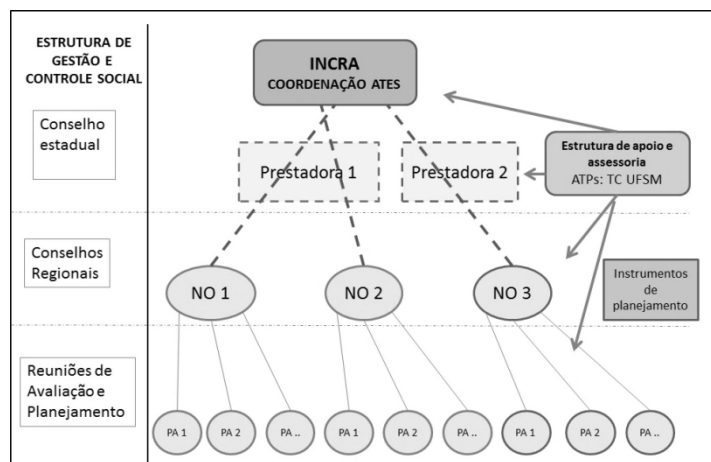 ESTRUTURA DE
GESTÃO E
CONTROLE SOCIAL
INCRA
COORDENAÇÃO ATES
Conselho
estadual
Prestadora 1
Prestadora 2
Estrutura de apoio e
assessoria
ATPs: TC UFSM
Conselhos
Regionais
NO 1
NO 2
NO 3
Instrumentos
de
planejamento
Reuniões de
Avaliação e
Planejamento
PA 1
PA 2
PA ..
PA 1
PA 2
PA ..
PA 1
PA 2
PA ..